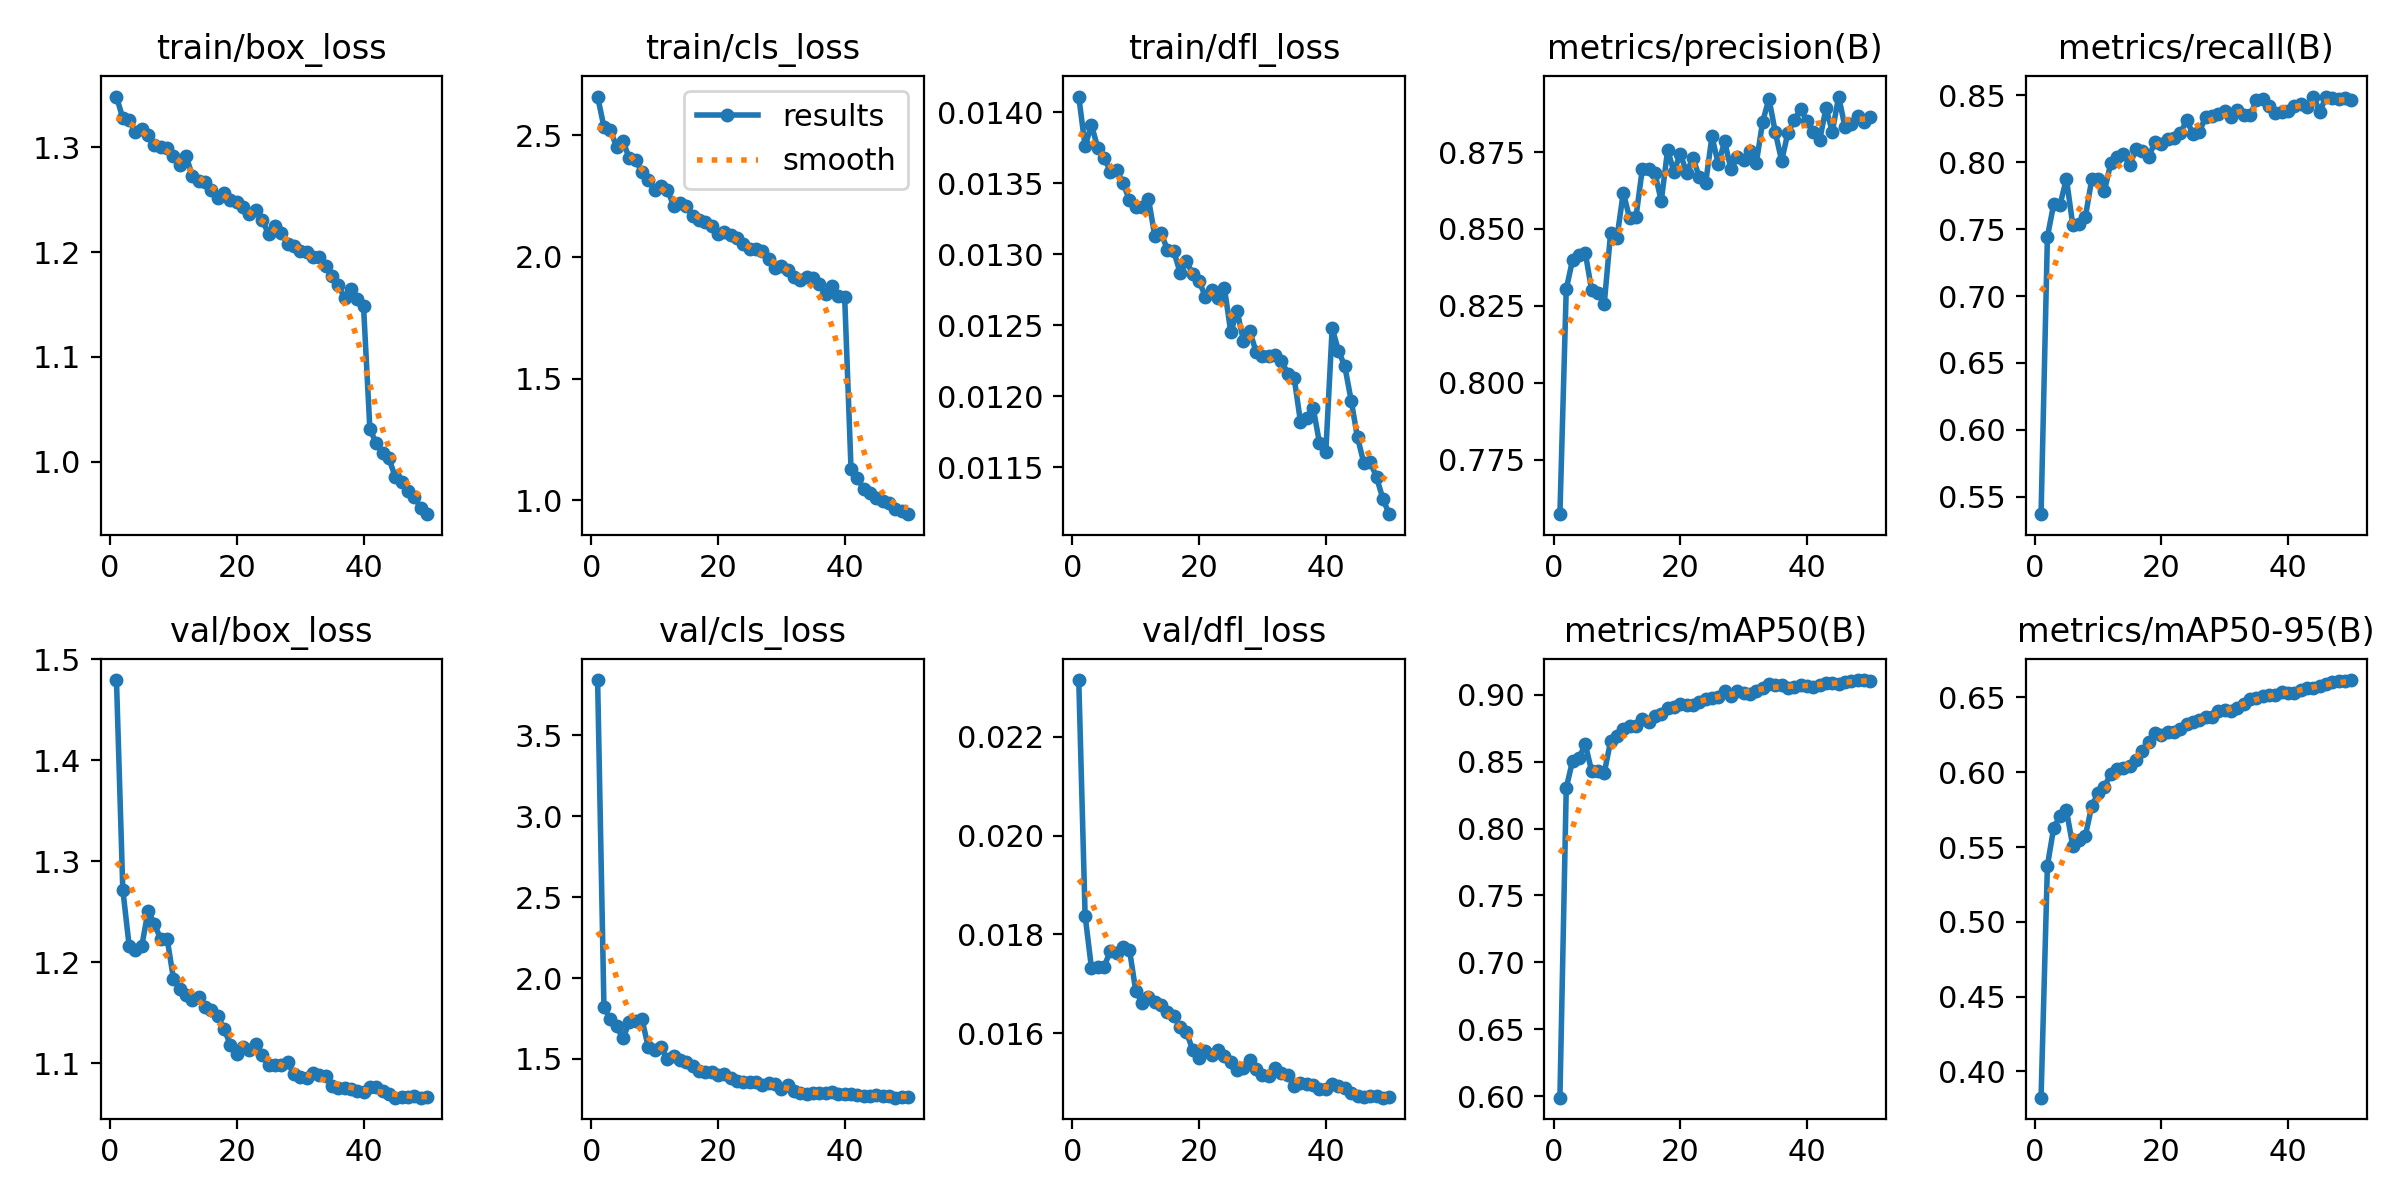 train/box_loss
1.3
1.2
1.1
1.0
0 20 40
train/cls_loss
results
smooth
2.5
2.0
1.5
1.0
0 20 40
train/dfl_loss
0.0140
0.0135
0.0130
0.0125
0.0120
0.0115
0 20 40
metrics/precision(B)
0.875
0.850
0.825
0.800
0.775
0 20 40
metrics/recall(B)
0.85
0.80
0.75
0.70
0.65
0.60
0.55
0 20 40
val/box_loss
1.5
1.4
1.3
1.2
1.1
0 20 40
val/cls_loss
3.5
3.0
2.5
2.0
1.5
0 20 40
val/dfl_loss
0.022
0.020
0.018
0.016
0 20 40
metrics/mAP50(B)
0.90
0.85
0.80
0.75
0.70
0.65
0.60
0 20 40
metrics/mAP50-95(B)
0.65
0.60
0.55
0.50
0.45
0.40
0 20 40